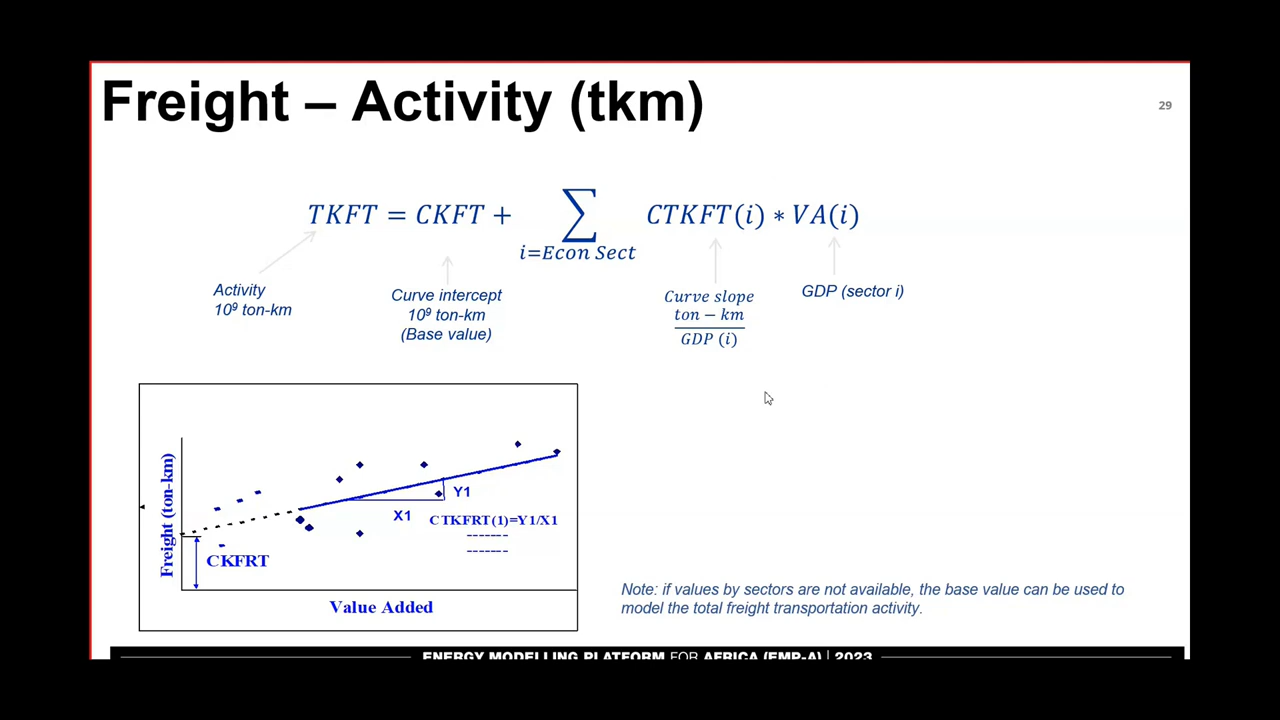 Freight – Activity (tkm)
29
TKFT = CKFT + ∑ CTKFT(i) ∗ VA(i)
i=Econ Sect
Activity
10⁹ ton-km
Curve intercept
10⁹ ton-km
(Base value)
Curve slope
ton − km
GDP (i)
GDP (sector i)
Freight (ton-km)
Y1
X1
CTKFRT(1)=Y1/X1
-------
-------
CKFRT
Value Added
Note: if values by sectors are not available, the base value can be used to
model the total freight transportation activity.
ENERGY MODELLING PLATFORM FOR AFRICA (EMP-A) | 2023